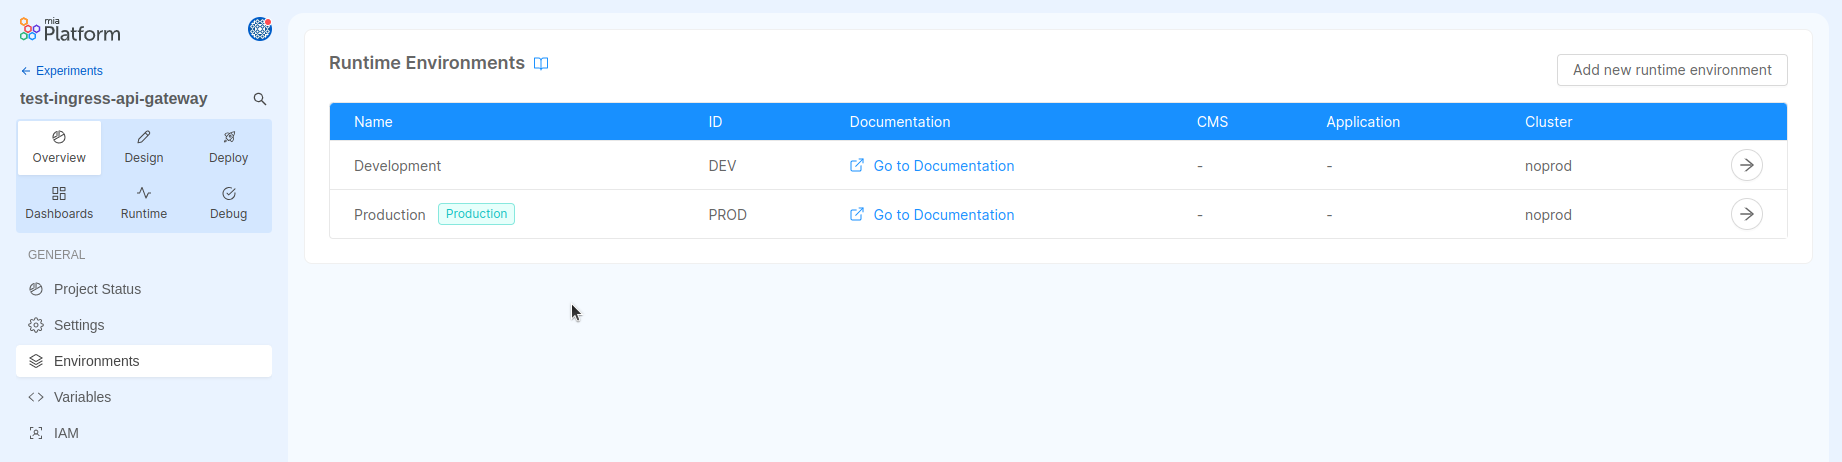 mia
Platform
Experiments
test-ingress-api-gateway
Overview Design Deploy
Dashboards Runtime Debug
GENERAL
Project Status
Settings
Environments
Variables
IAM
Runtime Environments
Add new runtime environment
Name ID Documentation CMS Application Cluster
Development DEV Go to Documentation - - noprod
Production Production PROD Go to Documentation - - noprod